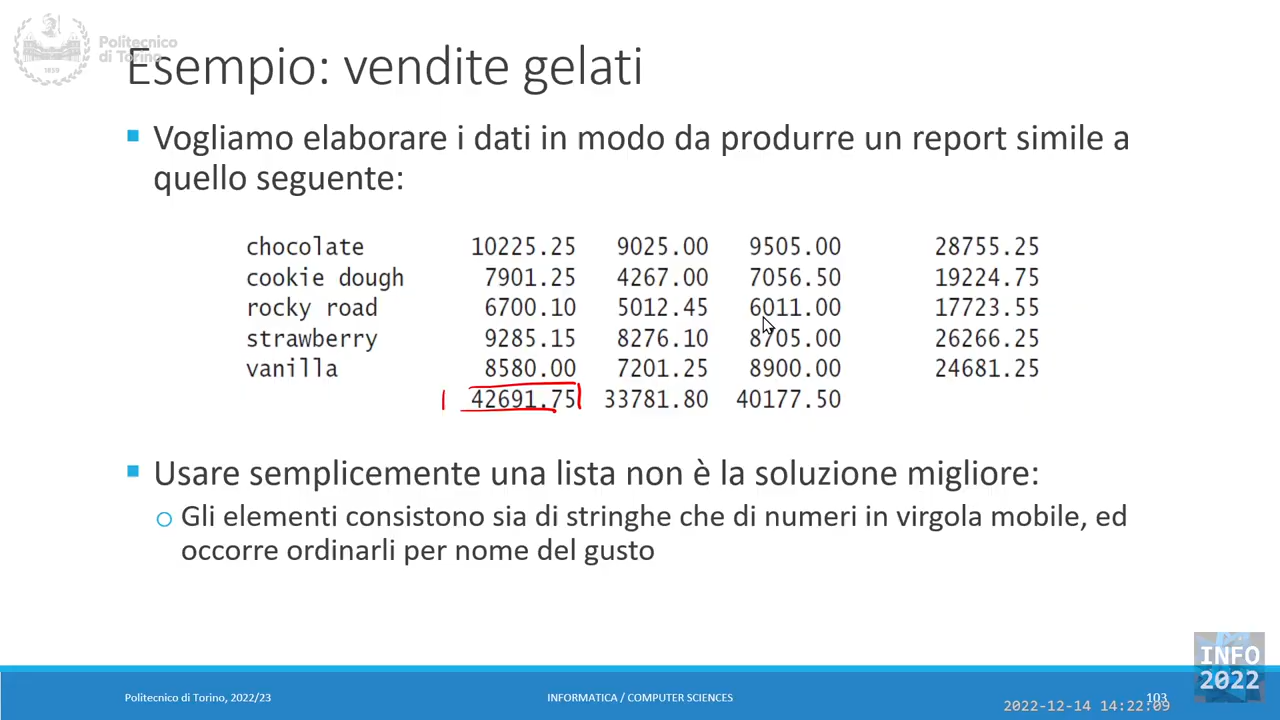 Politecnico
di Torino
1859
Esempio: vendite gelati
Vogliamo elaborare i dati in modo da produrre un report simile a
quello seguente:
chocolate 10225.25 9025.00 9505.00 28755.25
cookie dough 7901.25 4267.00 7056.50 19224.75
rocky road 6700.10 5012.45 6011.00 17723.55
strawberry 9285.15 8276.10 8705.00 26266.25
vanilla 8580.00 7201.25 8900.00 24681.25
42691.75 33781.80 40177.50
Usare semplicemente una lista non è la soluzione migliore:
Gli elementi consistono sia di stringhe che di numeri in virgola mobile, ed
occorre ordinarli per nome del gusto
INFO
2022
Politecnico di Torino, 2022/23 INFORMATICA / COMPUTER SCIENCES 103
2022-12-14 14:22:09